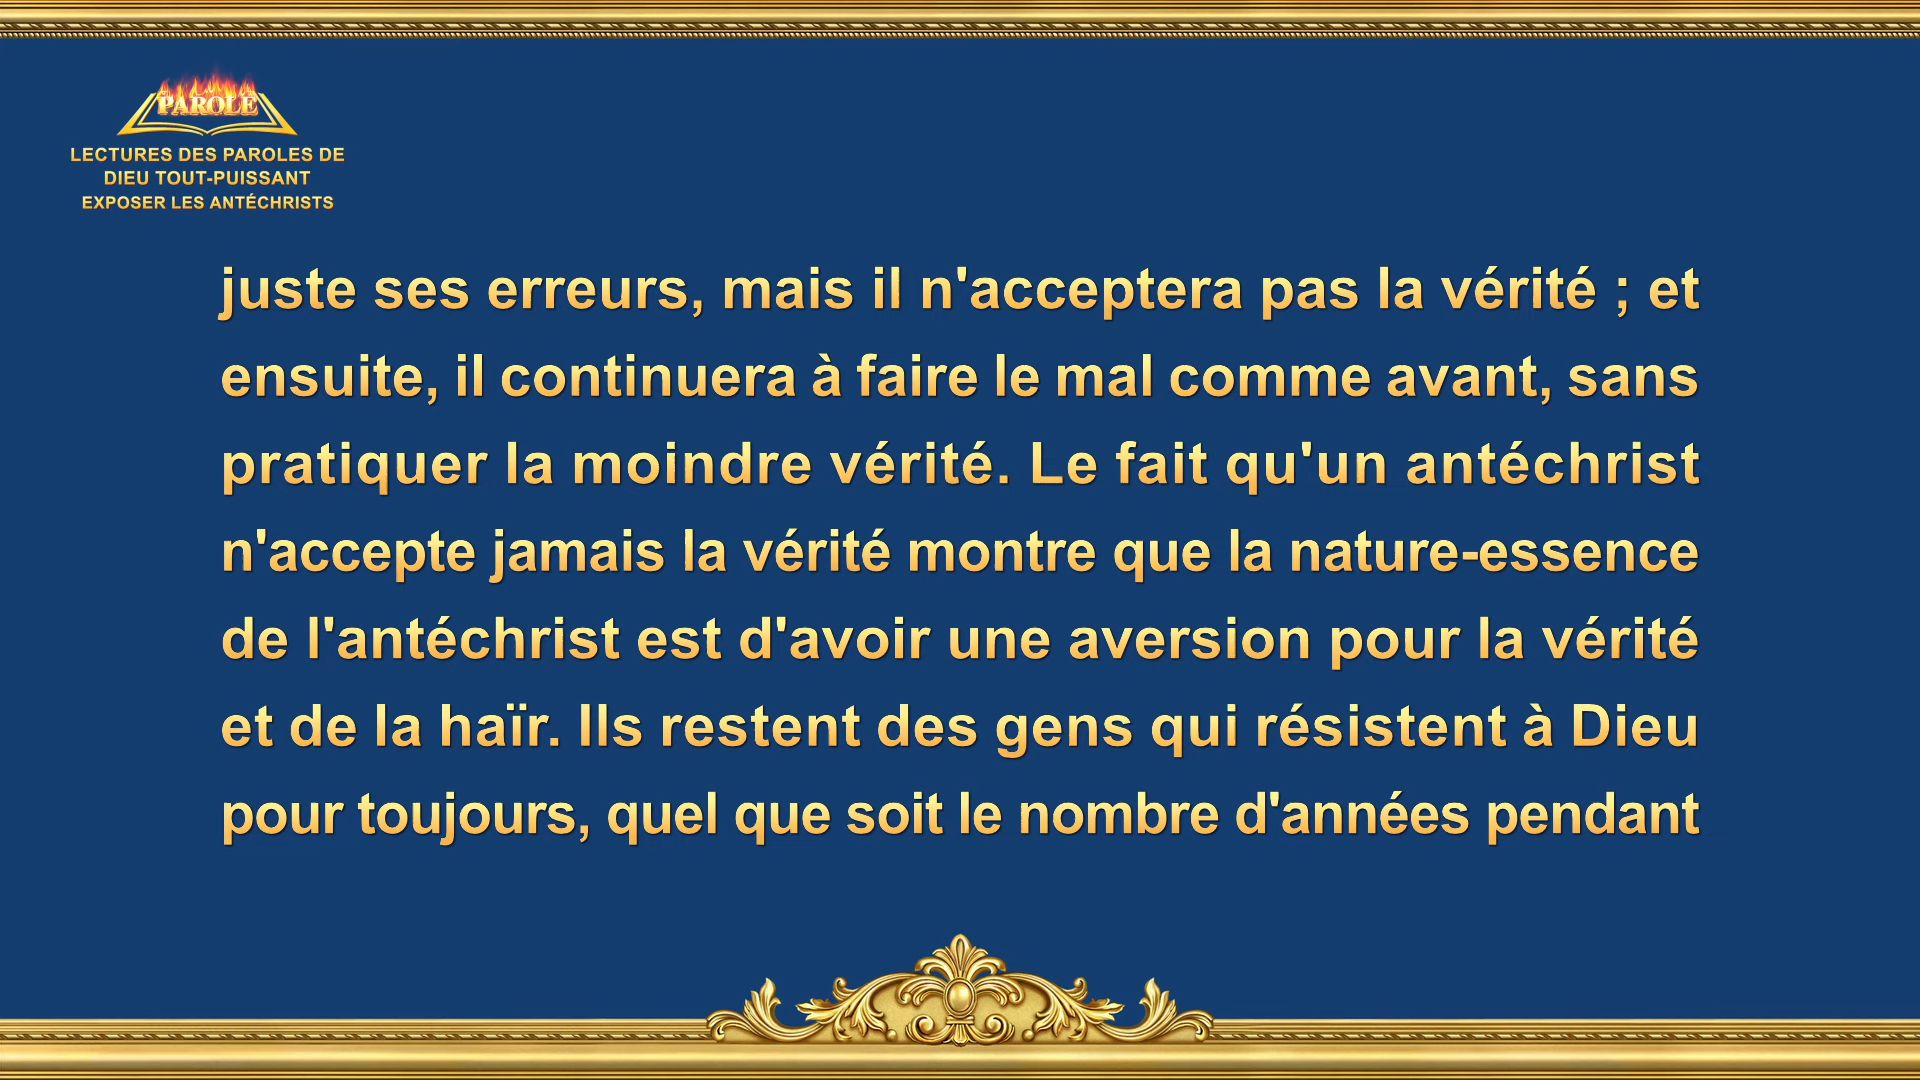 PAROLE
LECTURES DES PAROLES DE
DIEU TOUT-PUISSANT
EXPOSER LES ANTÉCHRISTS
juste ses erreurs, mais il n'acceptera pas la vérité ; et
ensuite, il continuera à faire le mal comme avant, sans
pratiquer la moindre vérité. Le fait qu'un antéchrist
n'accepte jamais la vérité montre que la nature-essence
de l'antéchrist est d'avoir une aversion pour la vérité
et de la haïr. Ils restent des gens qui résistent à Dieu
pour toujours, quel que soit le nombre d'années pendant